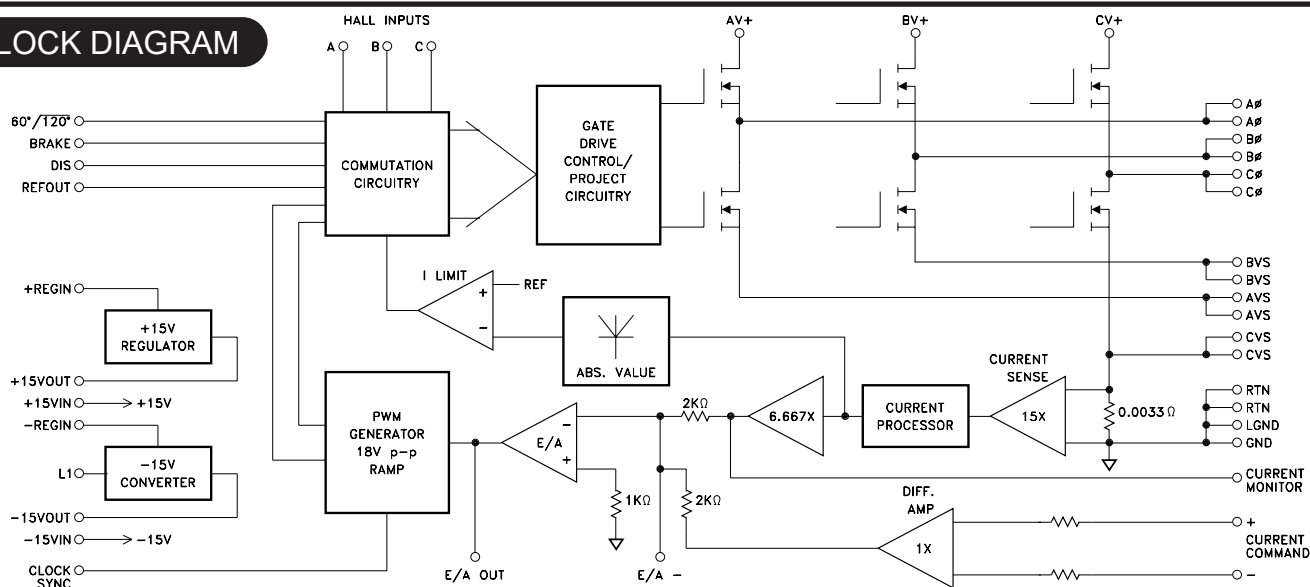 LOCK DIAGRAM
HALL INPUTS
A
B
C
AV+
BV+
CV+
60°/120°
BRAKE
DIS
REFOUT
COMMUTATION
CIRCUITRY
GATE
DRIVE
CONTROL/
PROJECT
CIRCUITRY
AØ
AØ
BØ
BØ
CØ
CØ
BVS
BVS
AVS
AVS
CVS
CVS
RTN
RTN
LGND
GND
+REGIN
+15V
REGULATOR
+15VOUT
+15VIN
+15V
-REGIN
-15V
CONVERTER
L1
-15VOUT
-15VIN
-15V
CLOCK
SYNC
I LIMIT
+
-
REF
ABS. VALUE
PWM
GENERATOR
18V p-p
RAMP
E/A
-
+
2KΩ
6.667X
CURRENT
PROCESSOR
CURRENT
SENSE
15X
0.0033Ω
1KΩ
2KΩ
E/A OUT
E/A -
DIFF.
AMP
1X
CURRENT
MONITOR
+
CURRENT
COMMAND
-